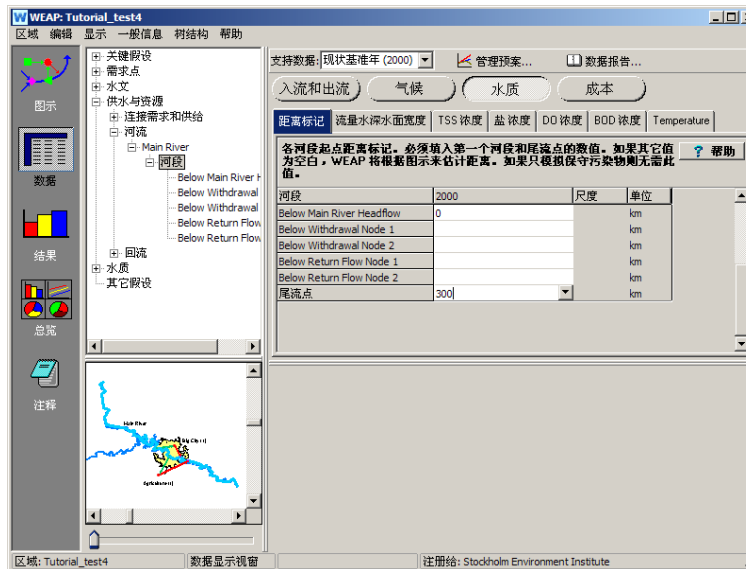 WEAP: Tutorial_test4
区域 编辑 显示 一般信息 树结构 帮助
图示
数据
结果
总览
注释
关键假设
需求点
水文
供水与资源
连接需求和供给
河流
Main River
河段
Below Main River H
Below Withdrawal
Below Withdrawal
Below Return Flow
Below Return Flow
回流
水质
其它假设
支持数据: 现状基准年 (2000) 管理预案... 数据报告...
入流和出流 气候 水质 成本
距离标记 流量水深水面宽度 TSS 浓度 盐 浓度 DO 浓度 BOD 浓度 Temperature
各河段起点距离标记。必须填入第一个河段和尾流点的数值。如果其它值
为空白，WEAP 将根据图示来估计距离。如果只模拟保守污染物则无需此
值。
? 帮助
河段 2000 尺度 单位
Below Main River Headflow 0 km
Below Withdrawal Node 1 km
Below Withdrawal Node 2 km
Below Return Flow Node 1 km
Below Return Flow Node 2 km
尾流点 300 km
Main River
Big City (1)
Agriculture (1)
区域: Tutorial_test4 数据显示视窗 注册给: Stockholm Environment Institute